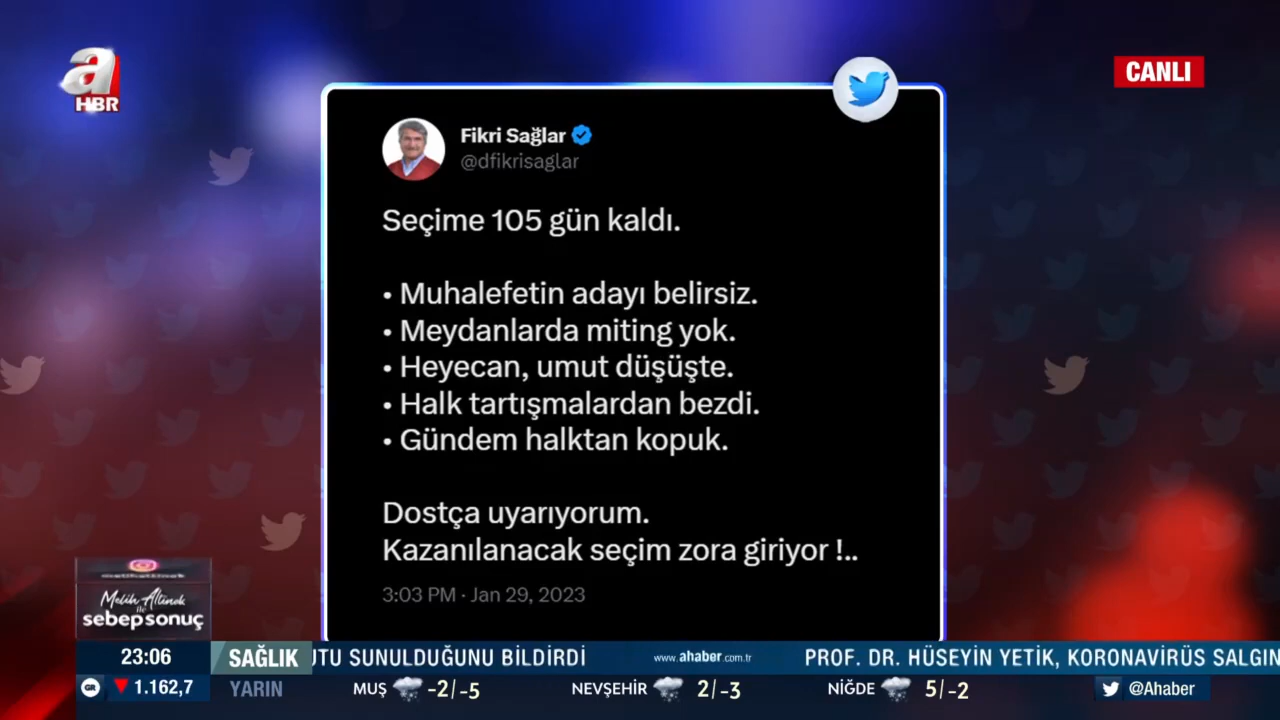 a
HBR
CANLI
Fikri Sağlar
@dfikrisaglar
Seçime 105 gün kaldı.
• Muhalefetin adayı belirsiz.
• Meydanlarda miting yok.
• Heyecan, umut düşüşte.
• Halk tartışmalardan bezdi.
• Gündem halktan kopuk.
Dostça uyarıyorum.
Kazanılanacak seçim zora giriyor !..
3:03 PM · Jan 29, 2023
Melih Altınok
ile
sebep sonuç
23:06 SAĞLIK UTU SUNULDUĞUNU BİLDİRDİ www.ahaber.com.tr PROF. DR. HÜSEYİN YETİK, KORONAVİRÜS SALGIN
GR 1.162,7 YARIN MUŞ -2/-5 NEVŞEHİR 2/-3 NİĞDE 5/-2 @Ahaber